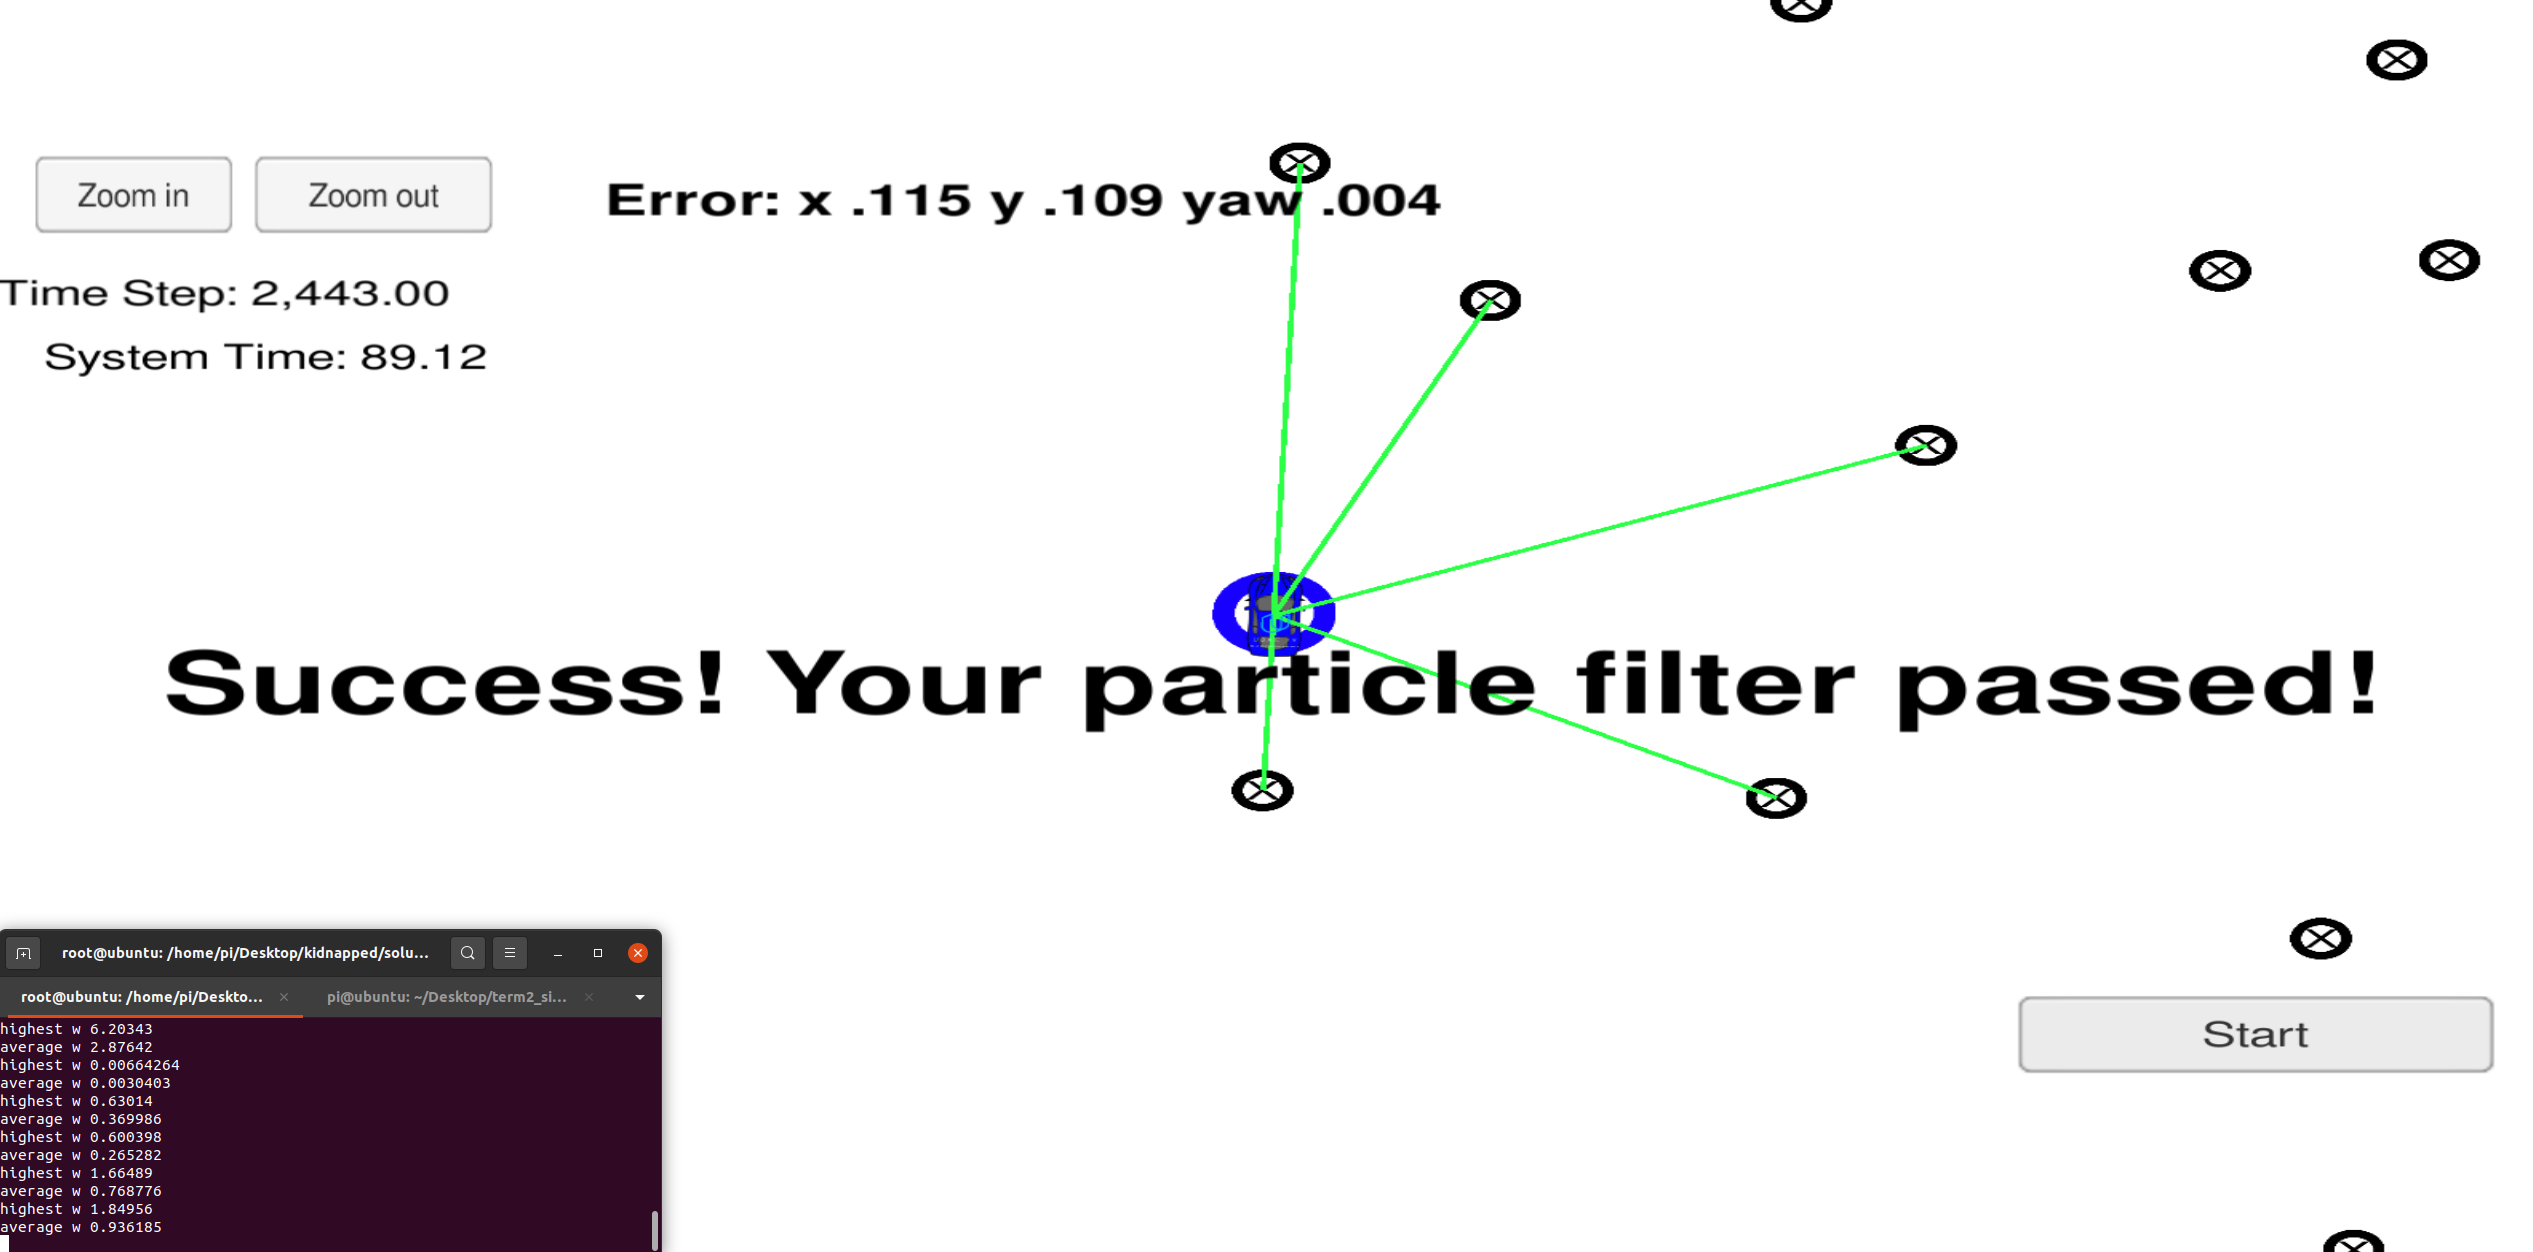 Zoom in
Zoom out
Error: x .115 y .109 yaw .004
Time Step: 2,443.00
System Time: 89.12
Success! Your particle filter passed!
Start
root@ubuntu: /home/pi/Desktop/kidnapped/solu...
root@ubuntu: /home/pi/Deskto...
pi@ubuntu: ~/Desktop/term2_si...
highest w 6.20343
average w 2.87642
highest w 0.00664264
average w 0.0030403
highest w 0.63014
average w 0.369986
highest w 0.600398
average w 0.265282
highest w 1.66489
average w 0.768776
highest w 1.84956
average w 0.936185